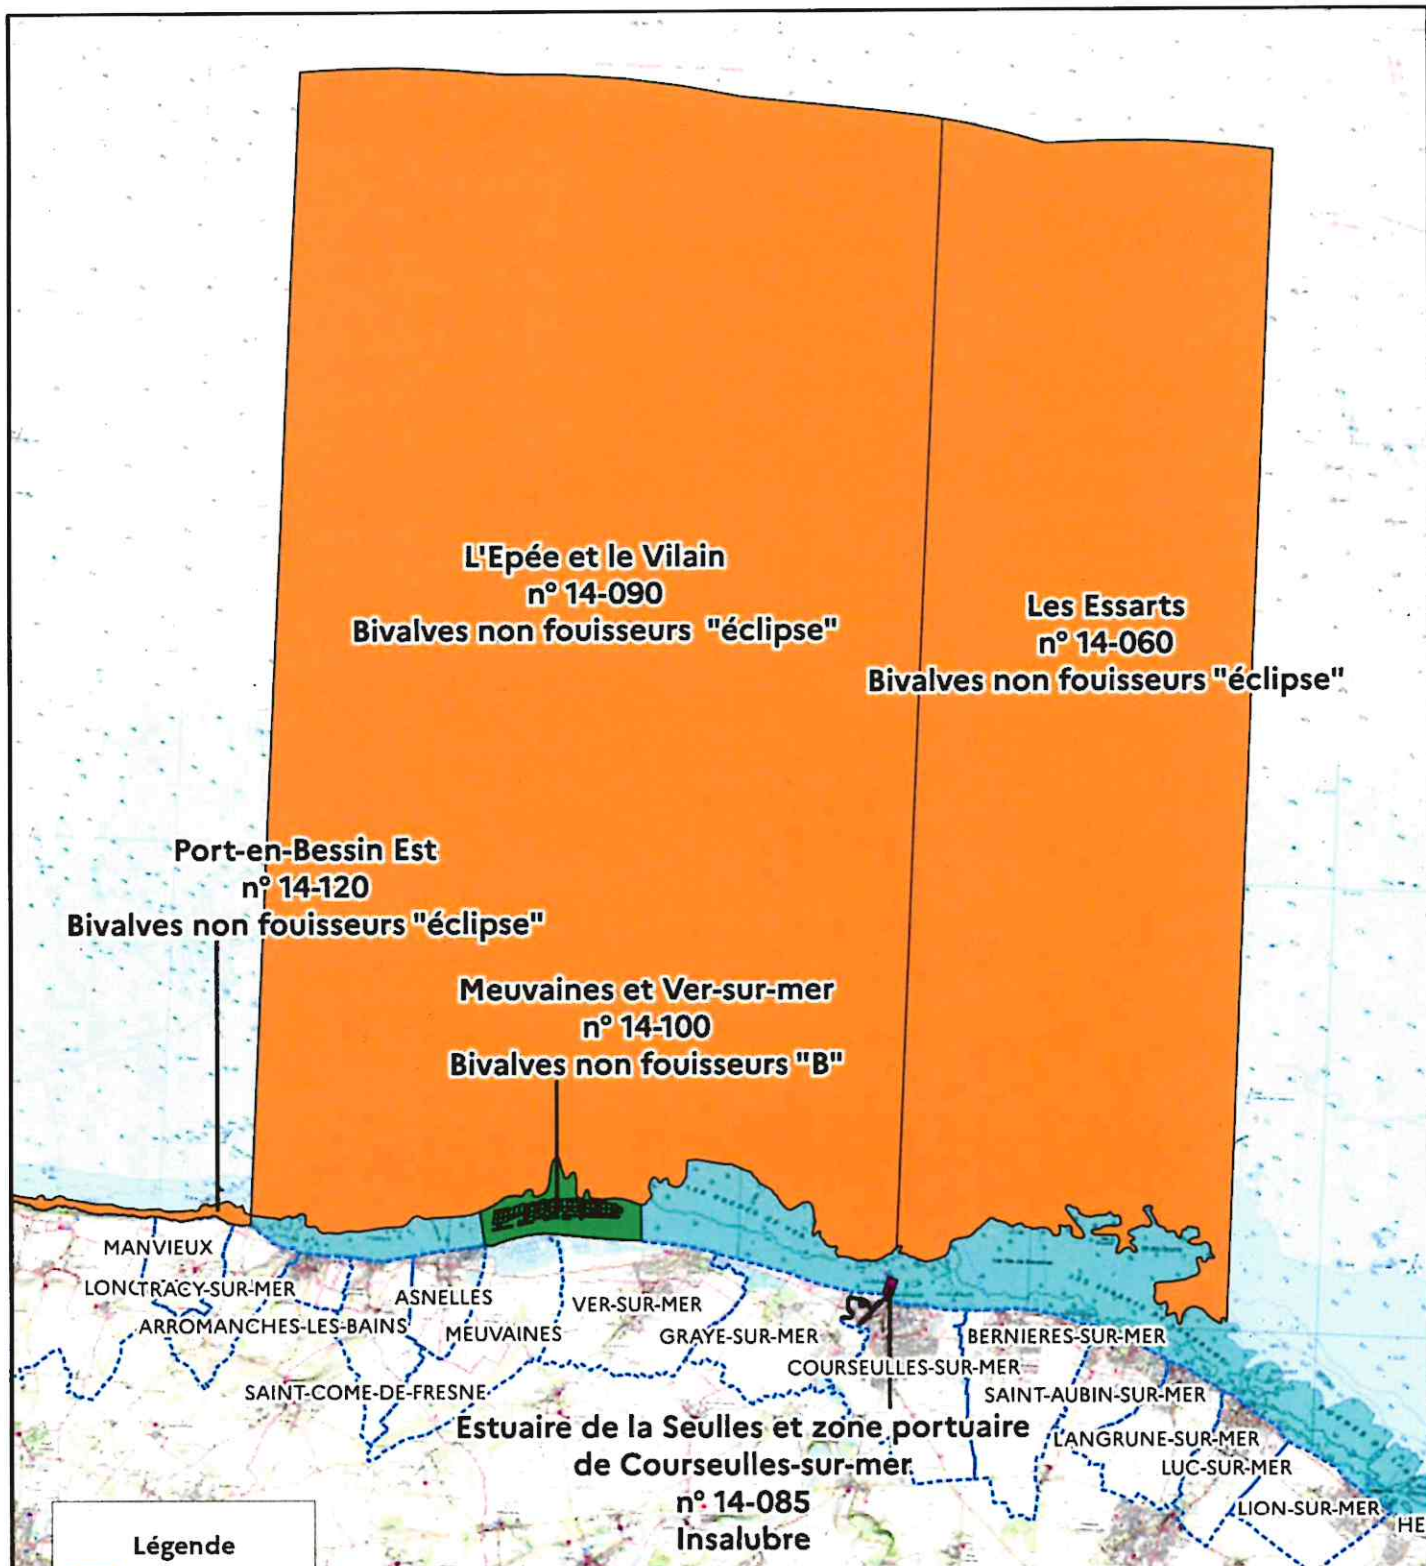 L'Epée et le Vilain
n° 14-090
Bivalves non fouisseurs "éclipse"
Les Essarts
n° 14-060
Bivalves non fouisseurs "éclipse"
Port-en-Bessin Est
n° 14-120
Bivalves non fouisseurs "éclipse"
Meuvaines et Ver-sur-mer
n° 14-100
Bivalves non fouisseurs "B"
MANVIEUX
TRACY-SUR-MER
ARROMANCHES-LES-BAINS
ASNELLES
MEUVAINES
VER-SUR-MER
GRAYE-SUR-MER
COURSEULLES-SUR-MER
BERNIERES-SUR-MER
SAINT-COME-DE-FRESNE
SAINT-AUBIN-SUR-MER
LANGRUNE-SUR-MER
LUC-SUR-MER
LION-SUR-MER
HE
Estuaire de la Seulles et zone portuaire
de Courseulles-sur-mer
n° 14-085
Insalubre
Légende